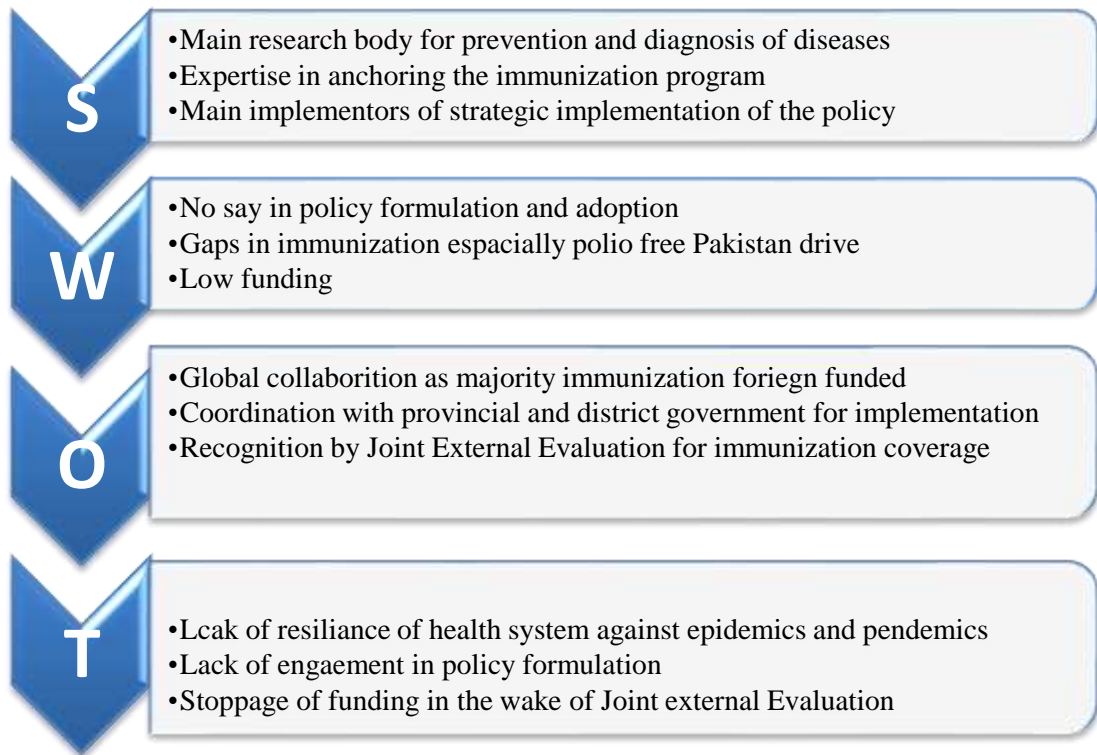 S
•Main research body for prevention and diagnosis of diseases
•Expertise in anchoring the immunization program
•Main implementors of strategic implementation of the policy
W
•No say in policy formulation and adoption
•Gaps in immunization espacially polio free Pakistan drive
•Low funding
O
•Global collaborition as majority immunization foriegn funded
•Coordination with provincial and district government for implementation
•Recognition by Joint External Evaluation for immunization coverage
T
•Lcak of resiliance of health system against epidemics and pendemics
•Lack of engaement in policy formulation
•Stoppage of funding in the wake of Joint external Evaluation